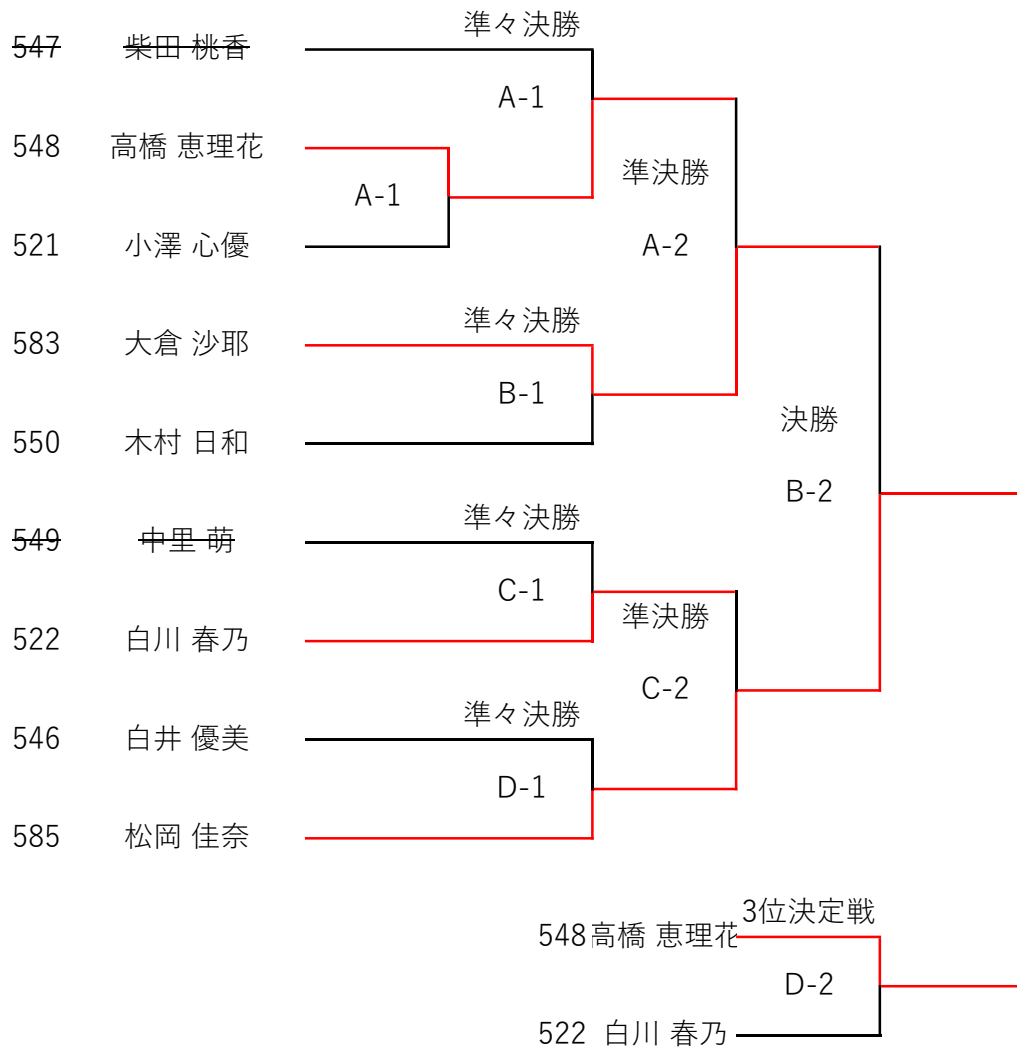 準々決勝
547 柴田 桃香
A-1
548 高橋 恵理花
準決勝
A-1
521 小澤 心優
A-2
準々決勝
583 大倉 沙耶
B-1
決勝
550 木村 日和
B-2
準々決勝
549 中里 萌
C-1
準決勝
522 白川 春乃
C-2
準々決勝
546 白井 優美
D-1
585 松岡 佳奈
3位決定戦
548 高橋 恵理花
D-2
522 白川 春乃